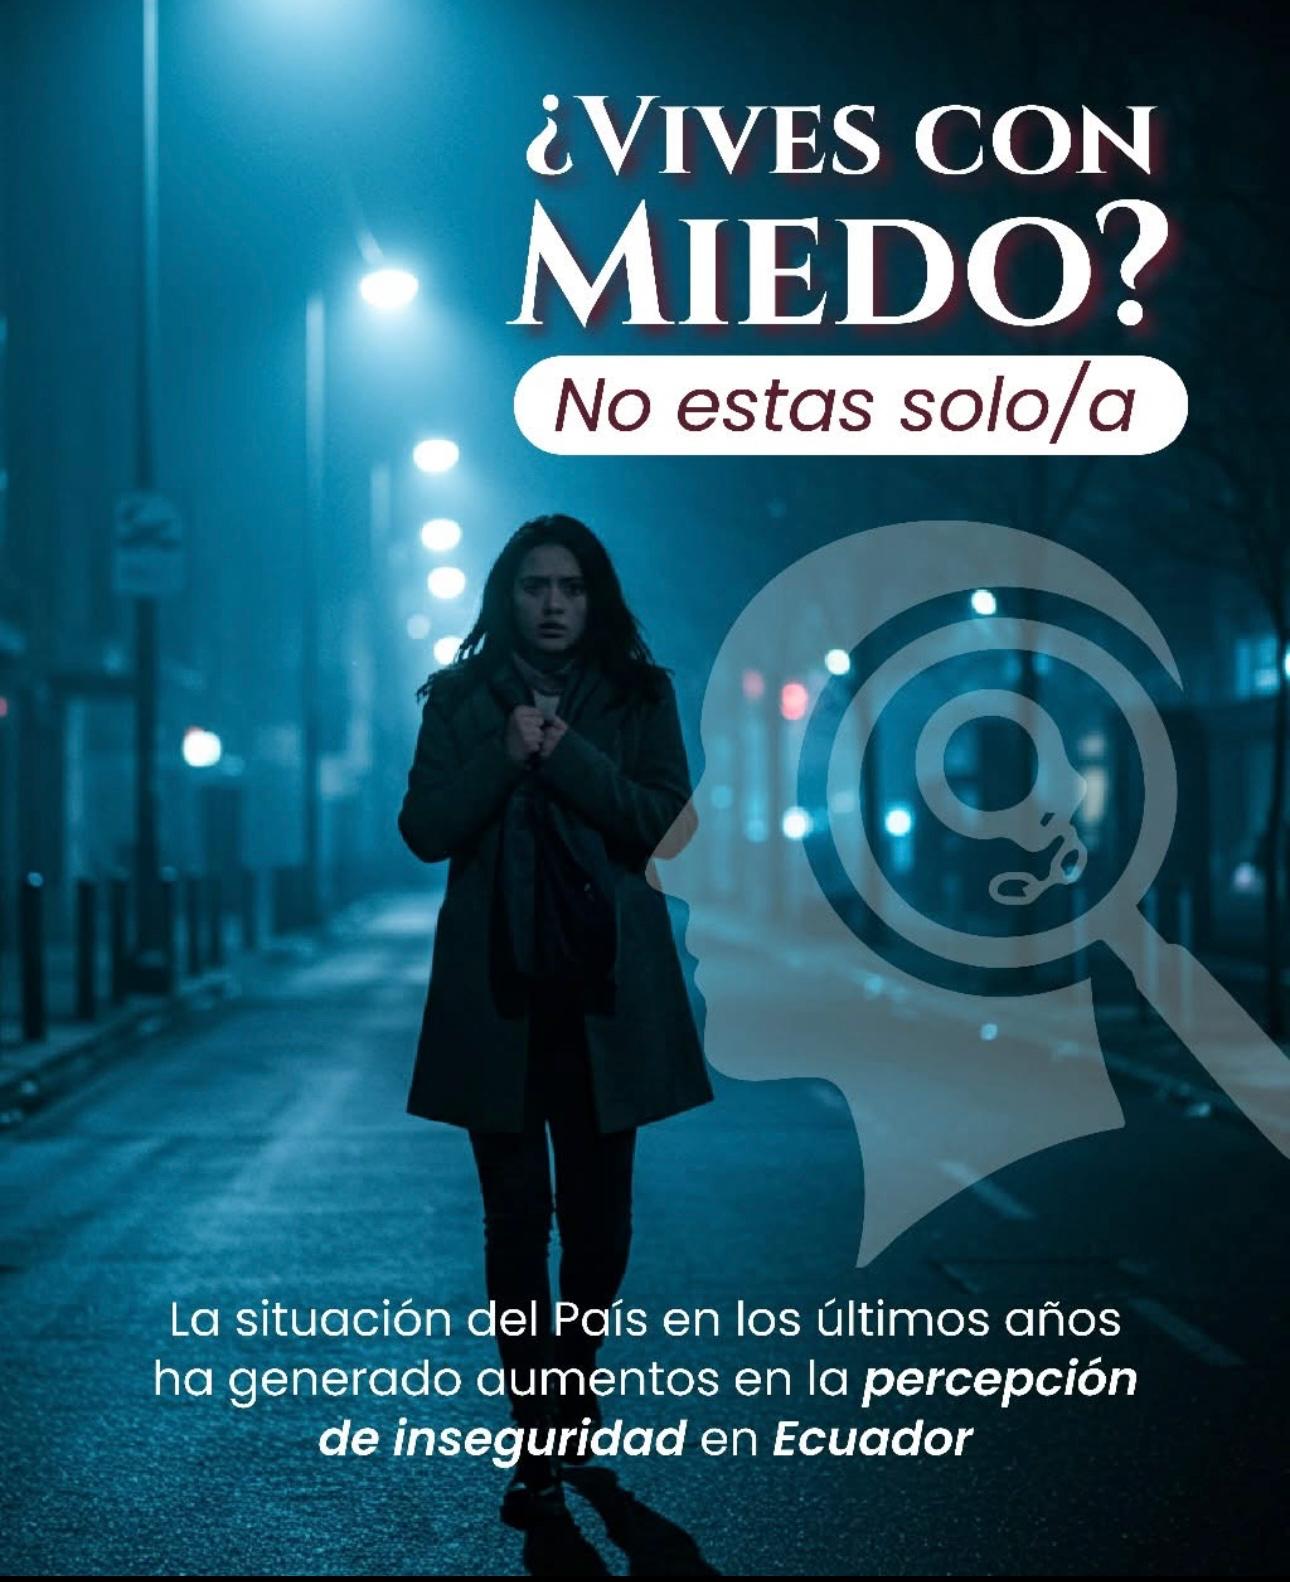 ¿Vives con
Miedo?
No estas solo/a
La situación del País en los últimos años
ha generado aumentos en la percepción
de inseguridad en Ecuador